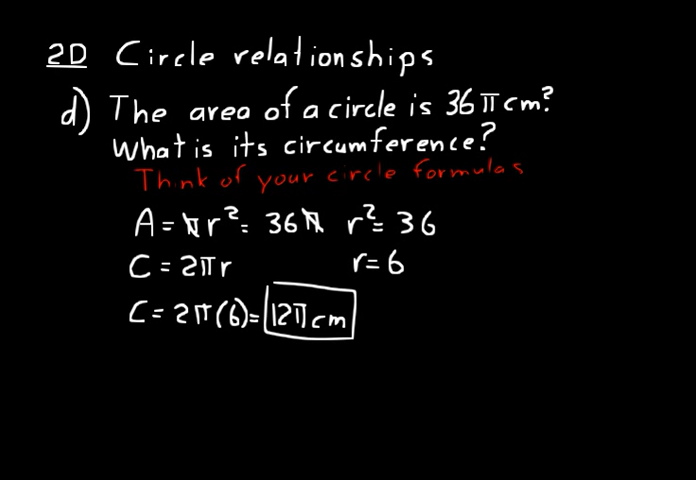 2D Circle relationships
d) The area of a circle is 36π cm².
What is its circumference?
Think of your circle formulas
A = πr² = 36π r² = 36
C = 2πr r = 6
C = 2π(6) = 12π cm